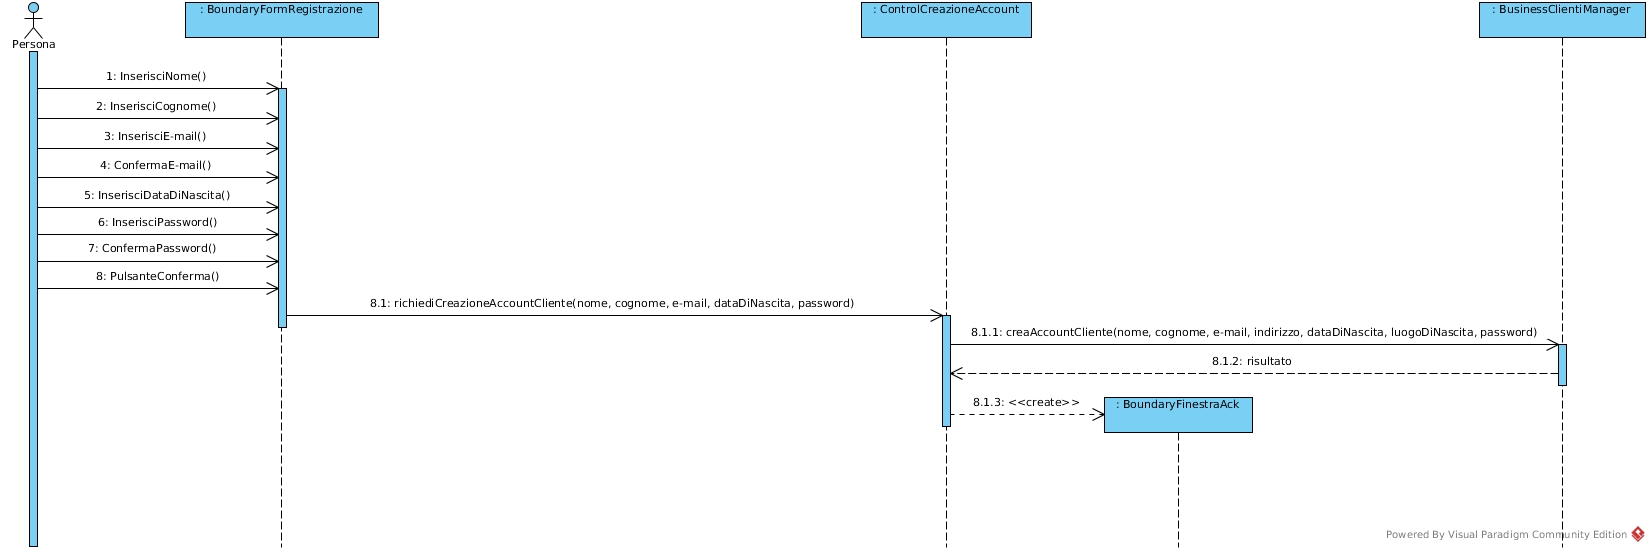 : BoundaryFormRegistrazione
: ControlCreazioneAccount
: BusinessClientiManager
Persona
1: InserisciNome()
2: InserisciCognome()
3: InserisciE-mail()
4: ConfermaE-mail()
5: InserisciDataDiNascita()
6: InserisciPassword()
7: ConfermaPassword()
8: PulsanteConferma()
8.1: richiediCreazioneAccountCliente(nome, cognome, e-mail, dataDiNascita, password)
8.1.1: creaAccountCliente(nome, cognome, e-mail, indirizzo, dataDiNascita, luogoDiNascita, password)
8.1.2: risultato
8.1.3: <<create>>
: BoundaryFinestraAck
Powered By Visual Paradigm Community Edition